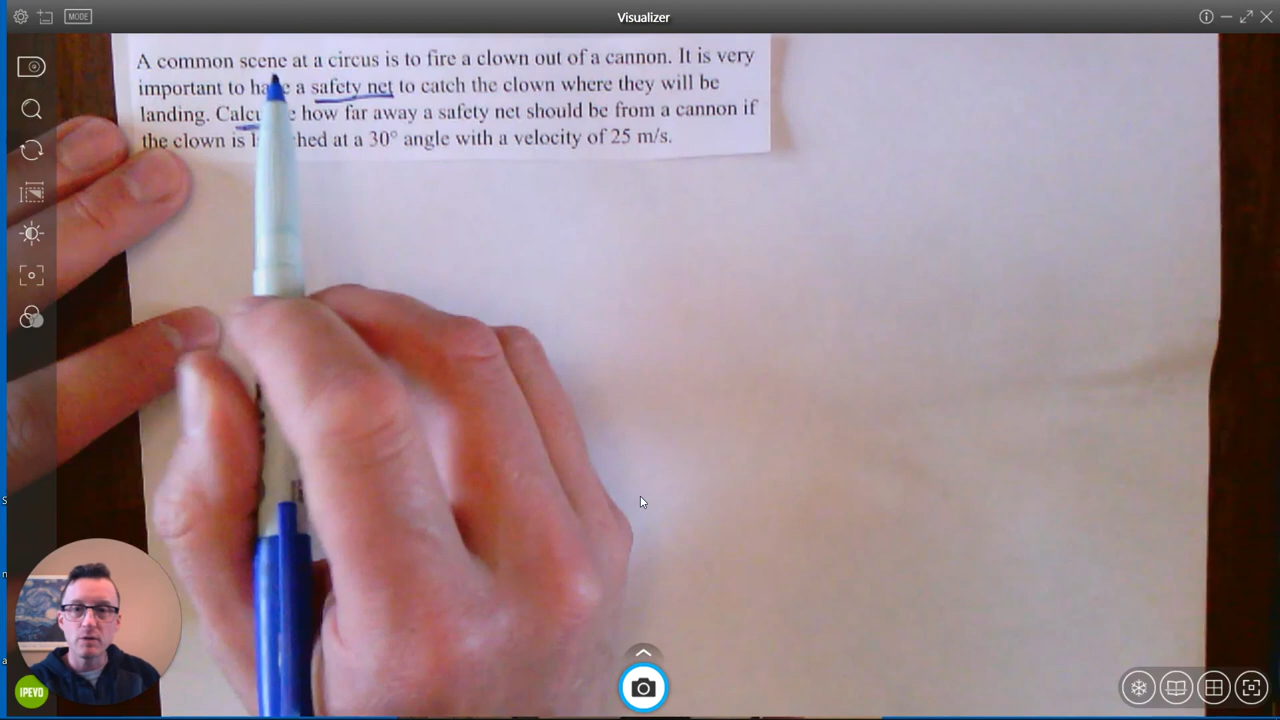 MODE
Visualizer
A common scene at a circus is to fire a clown out of a cannon. It is very
important to a safety net to catch the clown where they will be
landing. how far away a safety net should be from a cannon if
the clown is at a 30° angle with a velocity of 25 m/s.
IPEVO